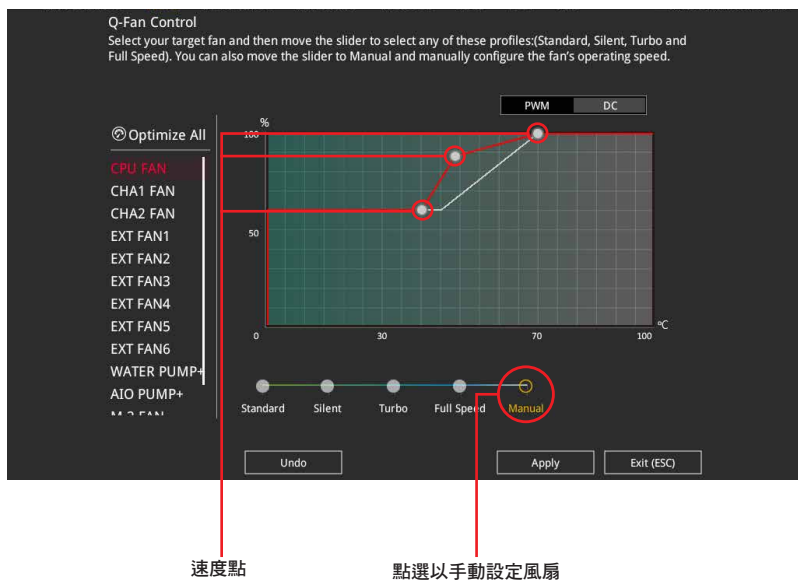 Q-Fan Control
Select your target fan and then move the slider to select any of these profiles:(Standard, Silent, Turbo and
Full Speed). You can also move the slider to Manual and manually configure the fan's operating speed.
PWM DC
Optimize All
CPU FAN
CHA1 FAN
CHA2 FAN
EXT FAN1
EXT FAN2
EXT FAN3
EXT FAN4
EXT FAN5
EXT FAN6
WATER PUMP+
AIO PUMP+
M.2 FAN
%
100
50
0 30 70 100
ºC
Standard Silent Turbo Full Speed Manual
Undo Apply Exit (ESC)
速度點 點選以手動設定風扇